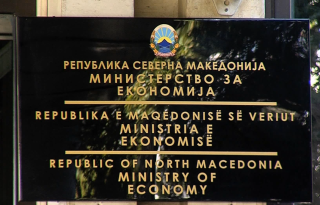 РЕПУБЛИКА СЕВЕРНА МАКЕДОНИЈА
МИНИСТЕРСТВО ЗА
ЕКОНОМИЈА
REPUBLIKA E MAQEDONISË SË VERIUT
MINISTRIA E
EKONOMISË
REPUBLIC OF NORTH MACEDONIA
MINISTRY OF
ECONOMY